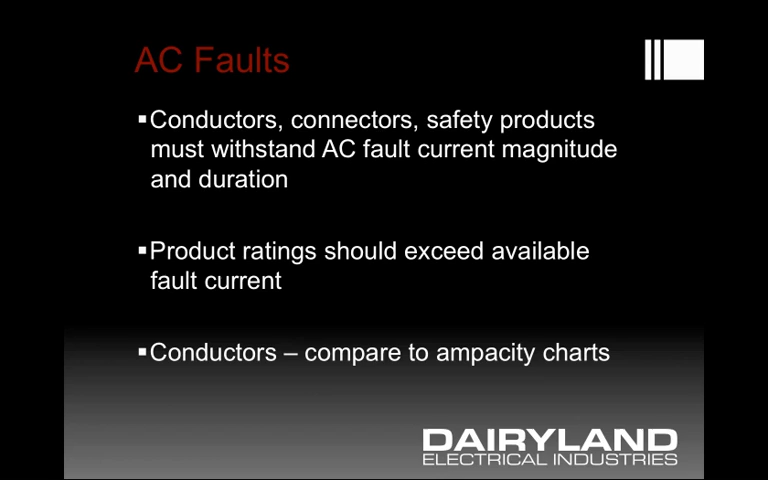 AC Faults
▪Conductors, connectors, safety products
must withstand AC fault current magnitude
and duration
▪Product ratings should exceed available
fault current
▪Conductors – compare to ampacity charts
DAIRYLAND
ELECTRICAL INDUSTRIES